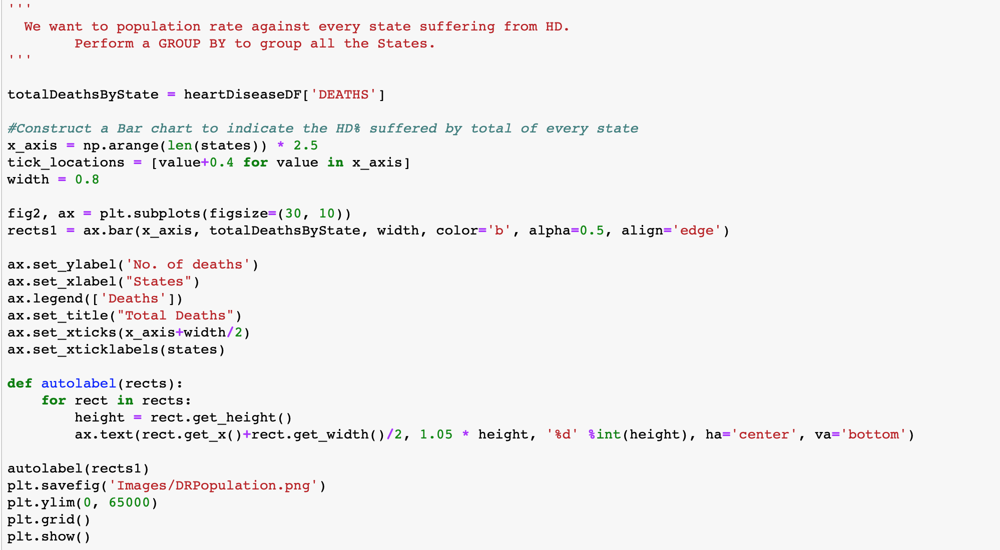 '''
  We want to population rate against every state suffering from HD.
        Perform a GROUP BY to group all the States.
'''

totalDeathsByState = heartDiseaseDF['DEATHS']

#Construct a Bar chart to indicate the HD% suffered by total of every state
x_axis = np.arange(len(states)) * 2.5
tick_locations = [value+0.4 for value in x_axis]
width = 0.8

fig2, ax = plt.subplots(figsize=(30, 10))
rects1 = ax.bar(x_axis, totalDeathsByState, width, color='b', alpha=0.5, align='edge')

ax.set_ylabel('No. of deaths')
ax.set_xlabel("States")
ax.legend(['Deaths'])
ax.set_title("Total Deaths")
ax.set_xticks(x_axis+width/2)
ax.set_xticklabels(states)

def autolabel(rects):
    for rect in rects:
        height = rect.get_height()
        ax.text(rect.get_x()+rect.get_width()/2, 1.05 * height, '%d' %int(height), ha='center', va='bottom')

autolabel(rects1)
plt.savefig('Images/DRPopulation.png')
plt.ylim(0, 65000)
plt.grid()
plt.show()